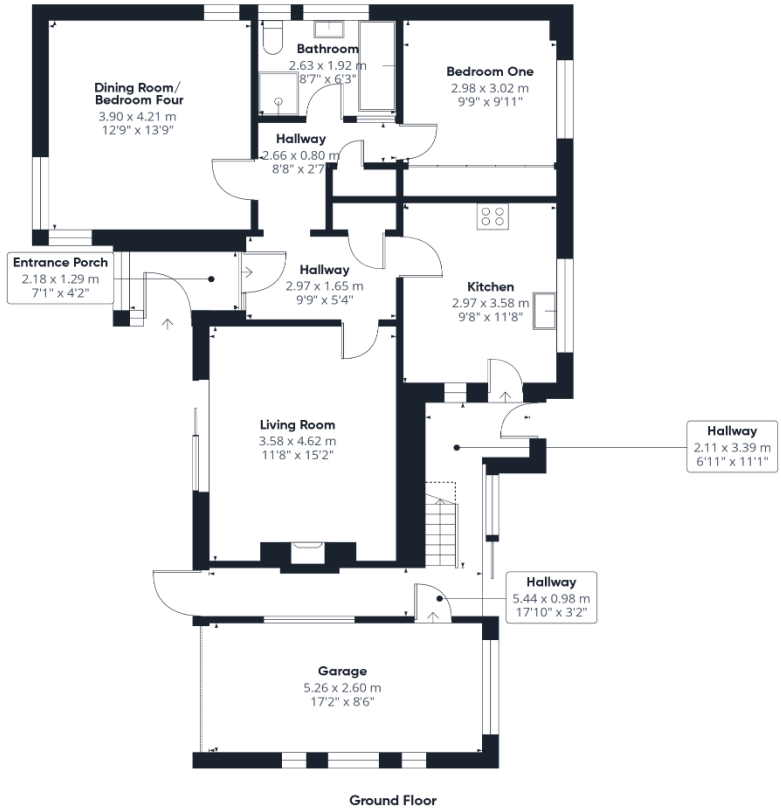 Bathroom
2.63 x 1.92 m
8'7" x 6'3"
Dining Room/
Bedroom Four
3.90 x 4.21 m
12'9" x 13'9"
Bedroom One
2.98 x 3.02 m
9'9" x 9'11"
Hallway
2.66 x 0.80 m
8'8" x 2'7"
Entrance Porch
2.18 x 1.29 m
7'1" x 4'2"
Hallway
2.97 x 1.65 m
9'9" x 5'4"
Kitchen
2.97 x 3.58 m
9'8" x 11'8"
Living Room
3.58 x 4.62 m
11'8" x 15'2"
Hallway
2.11 x 3.39 m
6'11" x 11'1"
Hallway
5.44 x 0.98 m
17'10" x 3'2"
Garage
5.26 x 2.60 m
17'2" x 8'6"
Ground Floor